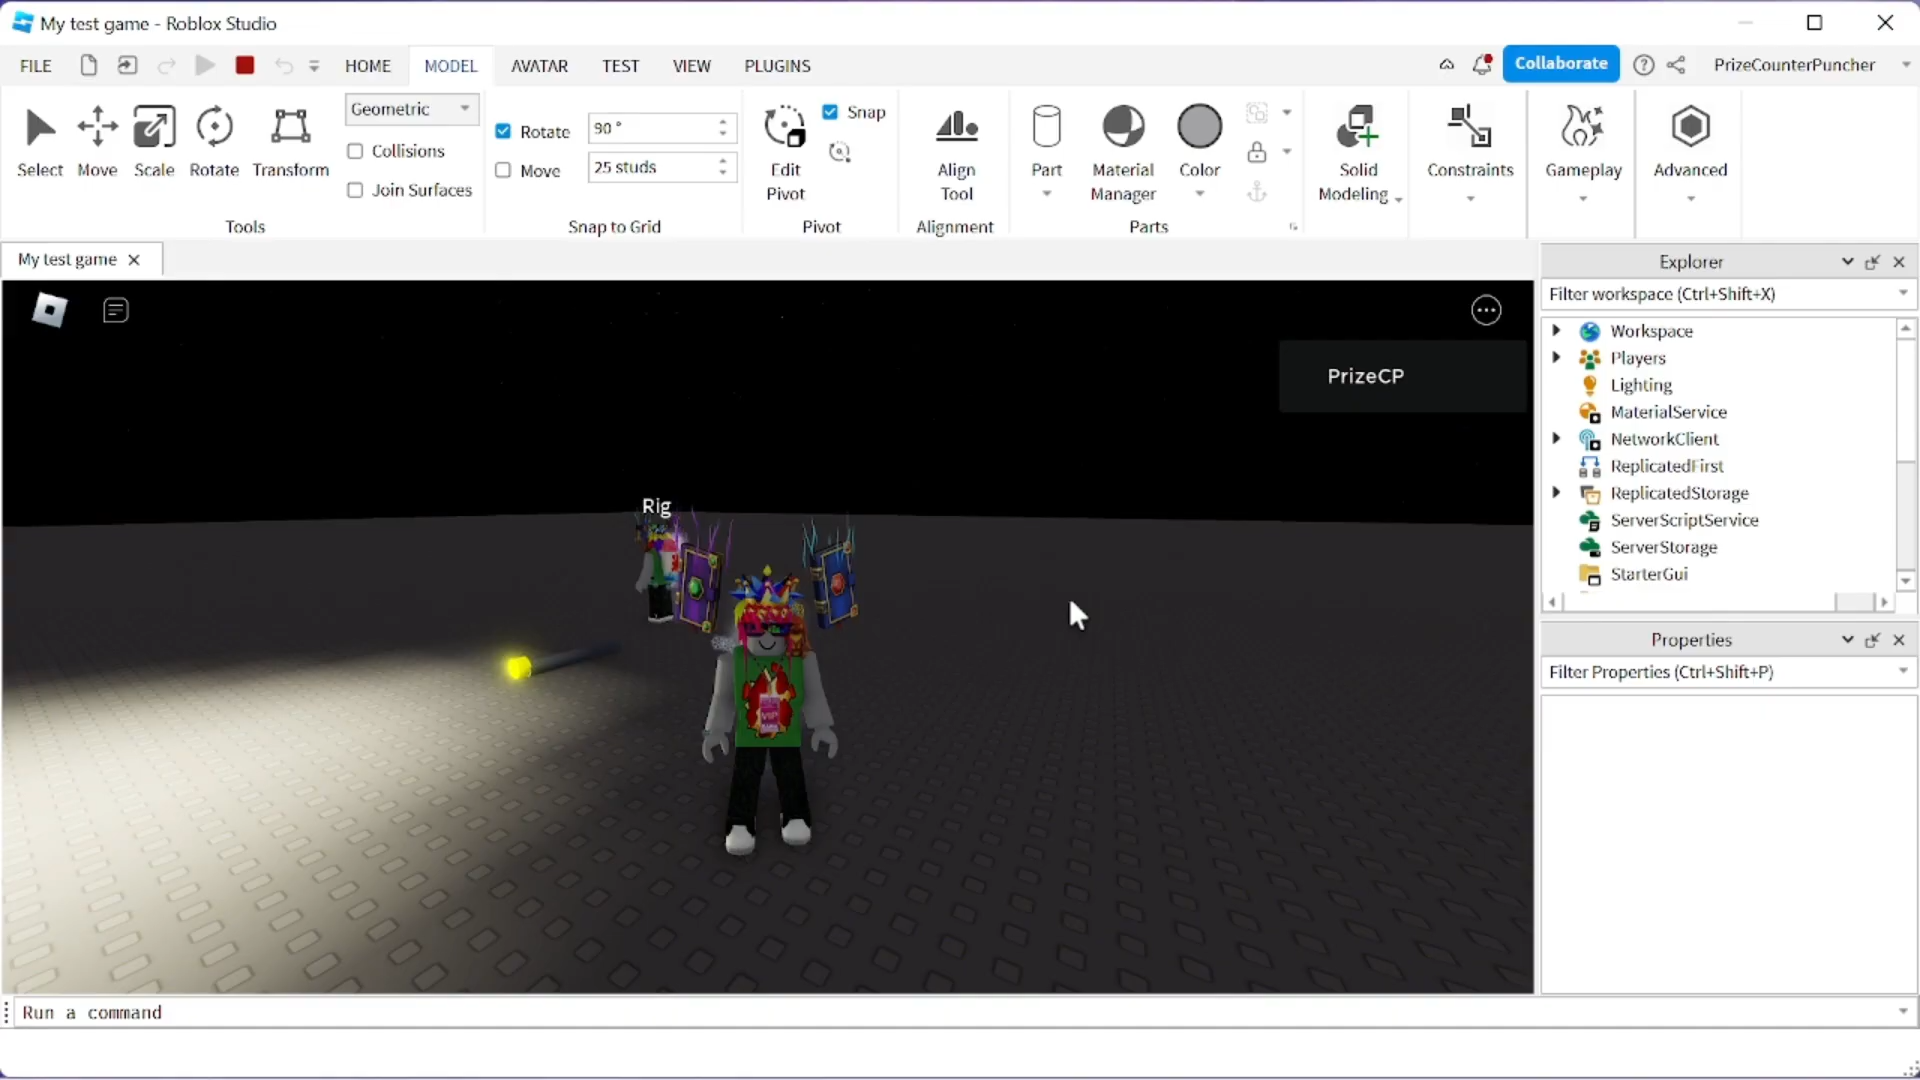 My test game - Roblox Studio
FILE HOME MODEL AVATAR TEST VIEW PLUGINS Collaborate PrizeCounterPuncher
Select Move Scale Rotate Transform
Geometric
Collisions
Join Surfaces
Tools
Rotate 90 °
Move 25 studs
Snap to Grid
Edit
Pivot
Snap
Pivot
Align
Tool
Alignment
Part
Material
Manager
Color
Parts
Solid
Modeling
Constraints
Gameplay
Advanced
My test game
PrizeCP
Rig
VIP
Explorer
Filter workspace (Ctrl+Shift+X)
Workspace
Players
Lighting
MaterialService
NetworkClient
ReplicatedFirst
ReplicatedStorage
ServerScriptService
ServerStorage
StarterGui
Properties
Filter Properties (Ctrl+Shift+P)
Run a command